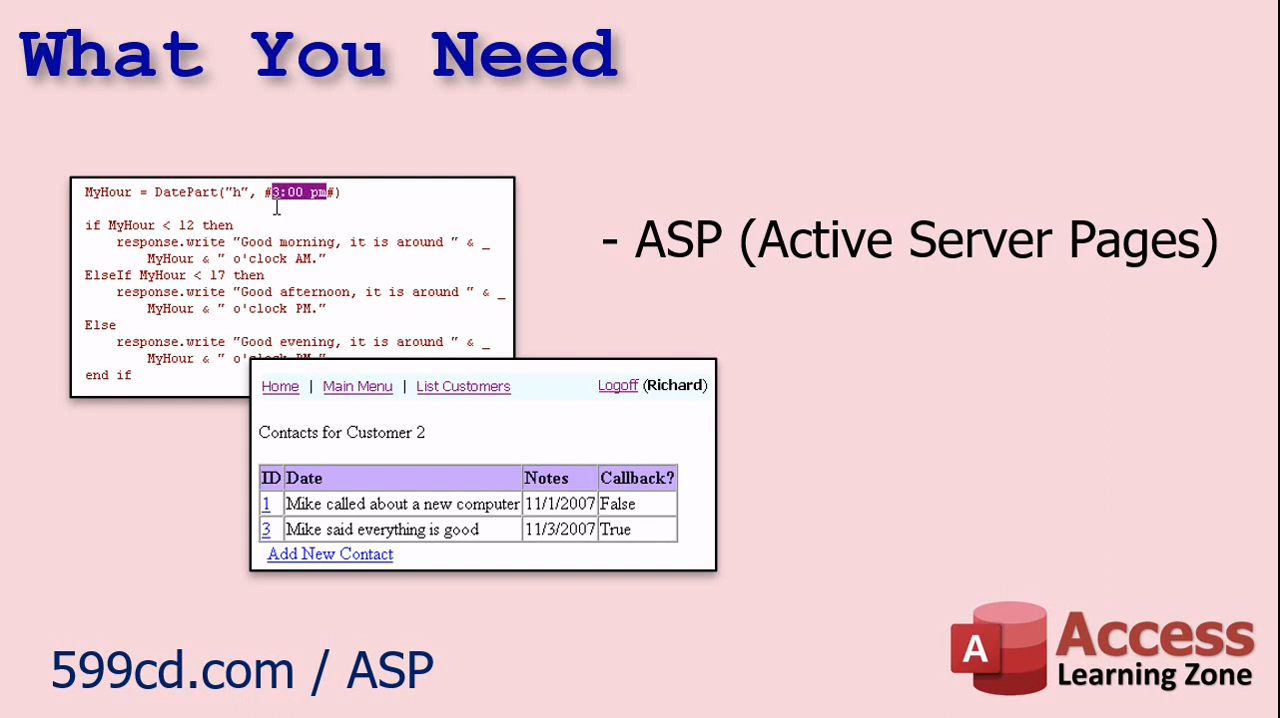 What You Need
MyHour = DatePart("h", #3:00 pm#)
if MyHour < 12 then
response.write "Good morning, it is around " & _
MyHour & " o'clock AM."
ElseIf MyHour < 17 then
response.write "Good afternoon, it is around " & _
MyHour & " o'clock PM."
Else
response.write "Good evening, it is around " & _
MyHour & " o'clock PM."
end if
- ASP (Active Server Pages)
Home | Main Menu | List Customers Logoff (Richard)
Contacts for Customer 2
ID Date Notes Callback?
1 Mike called about a new computer 11/1/2007 False
3 Mike said everything is good 11/3/2007 True
Add New Contact
599cd.com / ASP
A Access
Learning Zone